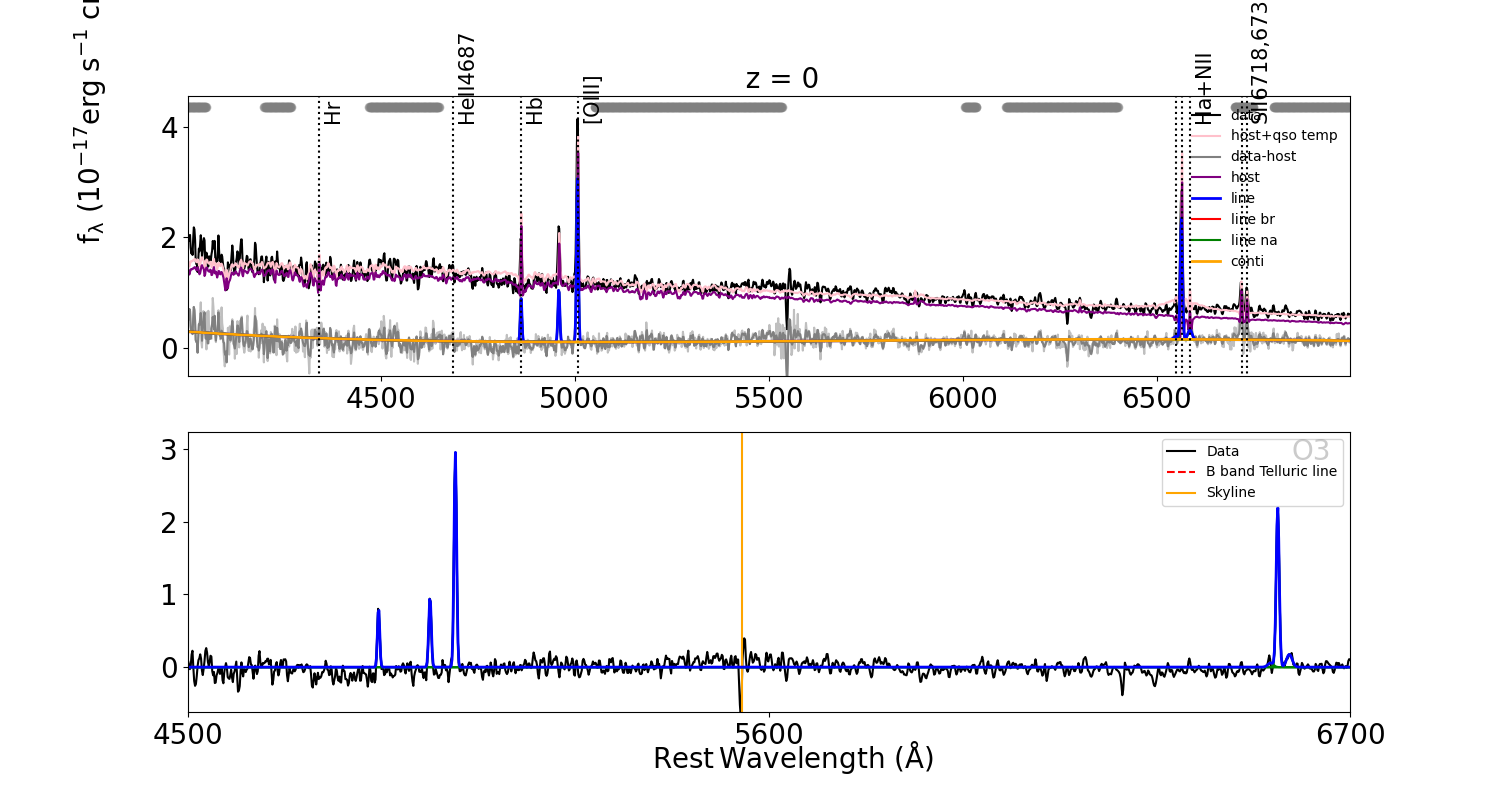 z = 0
f_λ (10⁻¹⁷erg s⁻¹ c
Hr
HeII4687
Hb
[OIII]
Ha+NII
SII6718,673
data
host+qso temp
data-host
host
line
line br
line na
conti
4
2
0
4500
5000
5500
6000
6500
O3
Data
B band Telluric line
Skyline
3
2
1
0
4500
5600
6700
Rest Wavelength (Å)